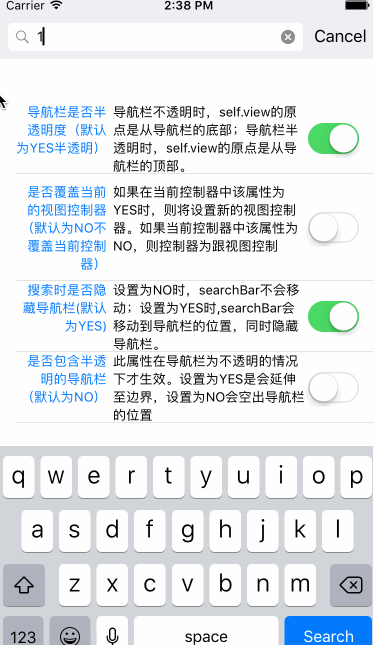 Carrier 2:38 PM
1 Cancel
导航栏是否半
透明度（默认
为YES半透明）
导航栏不透明时，self.view的原
点是从导航栏的底部；导航栏半
透明时，self.view的原点是从导
航栏的顶部。
是否覆盖当前
的视图控制器
（默认为NO不
覆盖当前控制
器）
如果在当前控制器中该属性为
YES时，则将设置新的视图控制
器。如果当前控制器中该属性为
NO，则控制器为跟视图控制
搜索时是否隐
藏导航栏(默认
为YES)
设置为NO时，searchBar不会移
动；设置为YES时,searchBar会
移动到导航栏的位置，同时隐藏
导航栏。
是否包含半透
明的导航栏
（默认为NO）
此属性在导航栏为不透明的情况
下才生效。设置为YES是会延伸
至边界，设置为NO会空出导航栏
的位置
q w e r t y u i o p
a s d f g h j k l
z x c v b n m
123 space Search